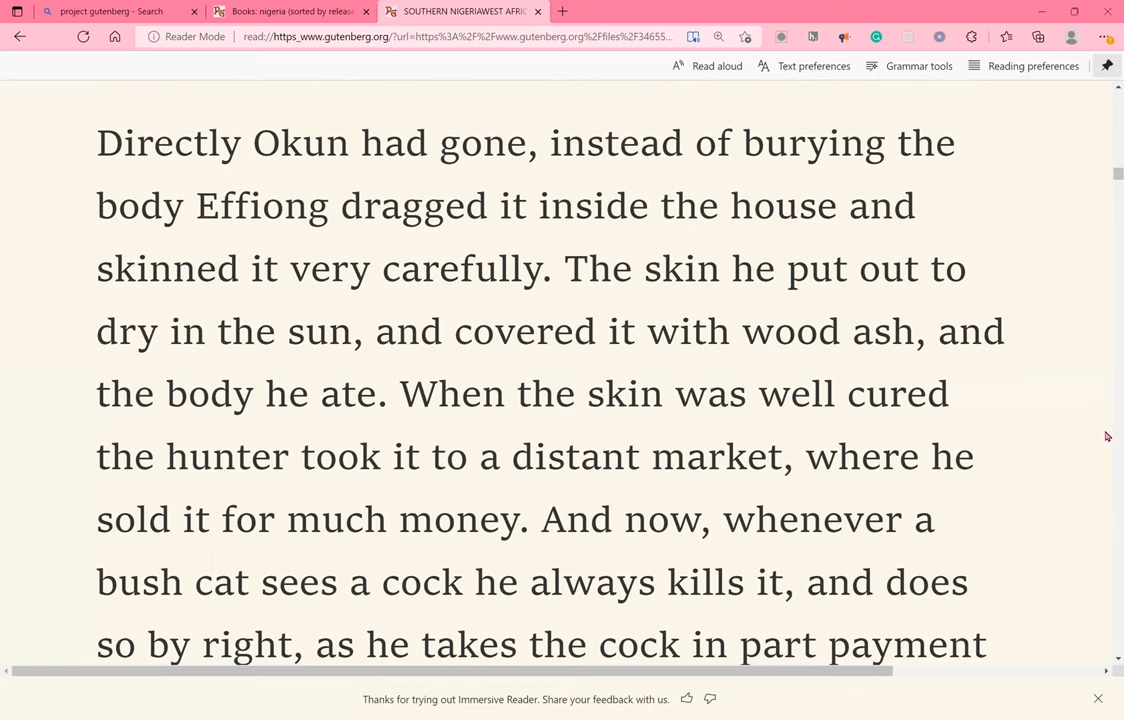 project gutenberg - Search
Books: nigeria (sorted by release
SOUTHERN NIGERIAWEST AFRIC
Reader Mode
read://https_www.gutenberg.org/?url=https%3A%2F%2Fwww.gutenberg.org%2Ffiles%2F34655...
Read aloud
Text preferences
Grammar tools
Reading preferences
Directly Okun had gone, instead of burying the
body Effiong dragged it inside the house and
skinned it very carefully. The skin he put out to
dry in the sun, and covered it with wood ash, and
the body he ate. When the skin was well cured
the hunter took it to a distant market, where he
sold it for much money. And now, whenever a
bush cat sees a cock he always kills it, and does
so by right, as he takes the cock in part payment
Thanks for trying out Immersive Reader. Share your feedback with us.